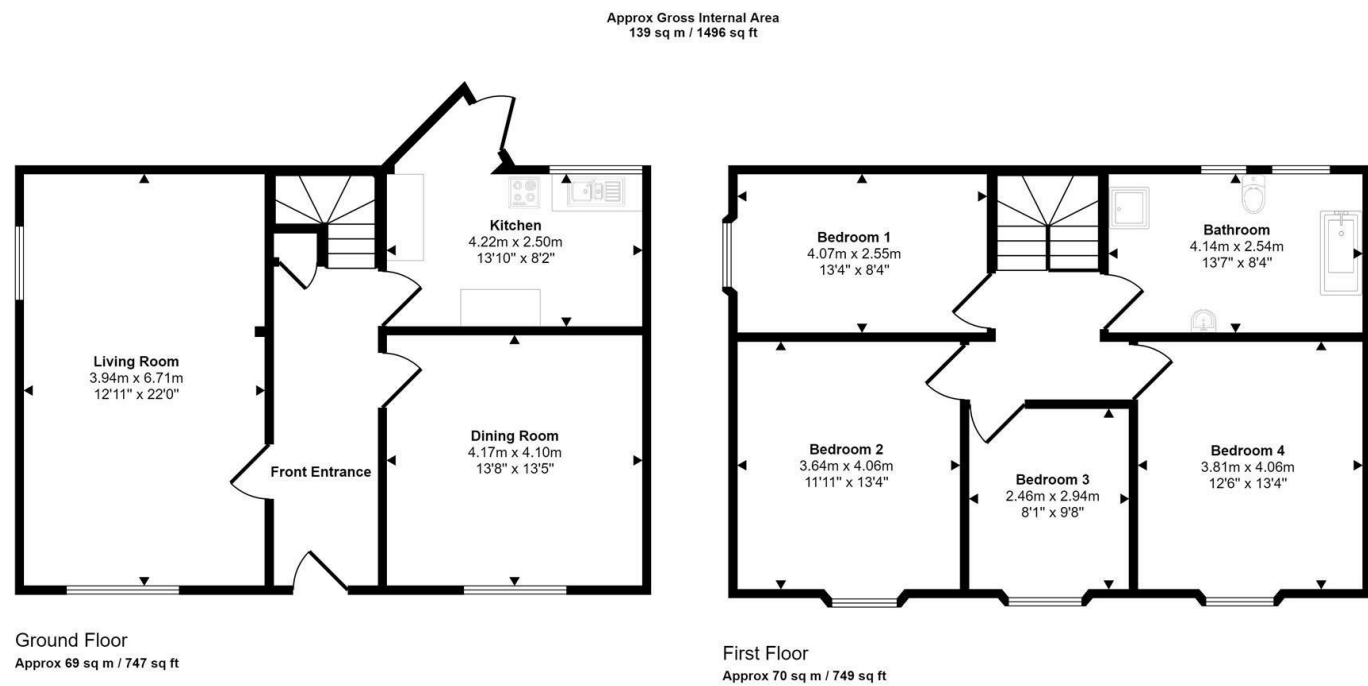 Approx Gross Internal Area
139 sq m / 1496 sq ft
Kitchen
4.22m x 2.50m
13'10" x 8'2"
Living Room
3.94m x 6.71m
12'11" x 22'0"
Dining Room
4.17m x 4.10m
13'8" x 13'5"
Front Entrance
Ground Floor
Approx 69 sq m / 747 sq ft
Bedroom 1
4.07m x 2.55m
13'4" x 8'4"
Bathroom
4.14m x 2.54m
13'7" x 8'4"
Bedroom 2
3.64m x 4.06m
11'11" x 13'4"
Bedroom 3
2.46m x 2.94m
8'1" x 9'8"
Bedroom 4
3.81m x 4.06m
12'6" x 13'4"
First Floor
Approx 70 sq m / 749 sq ft